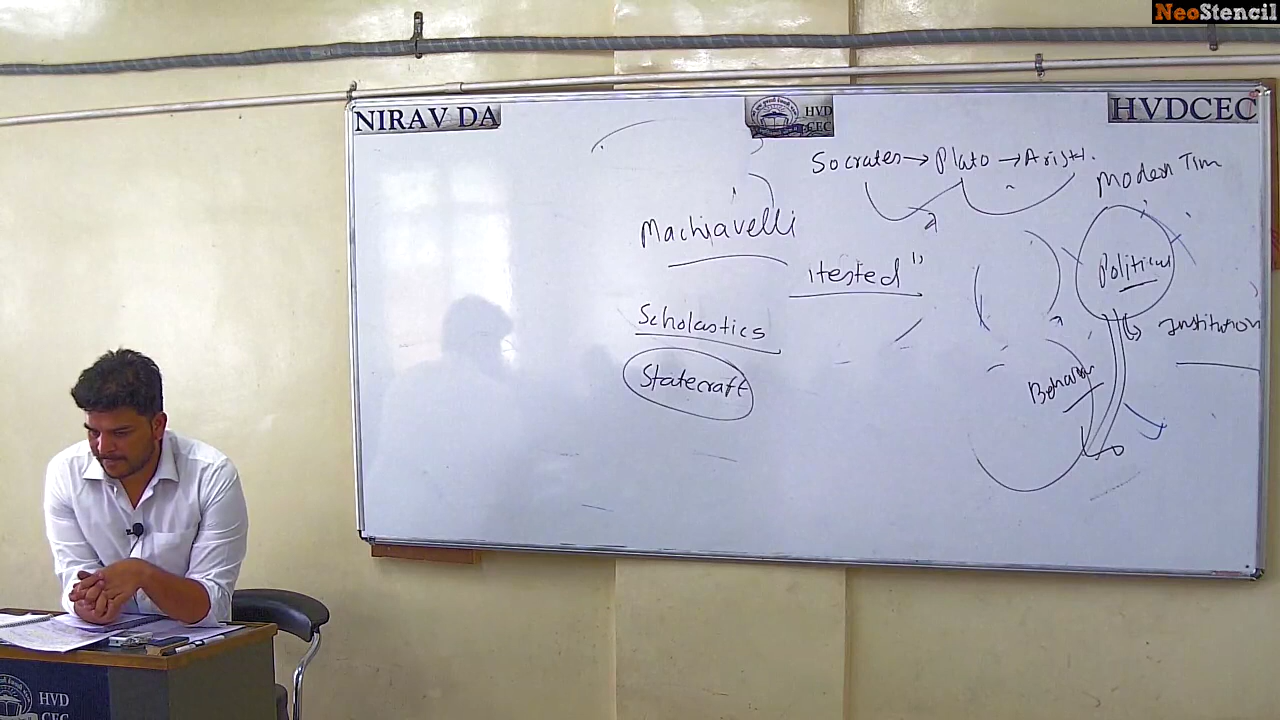 NeoStencil
NIRAV DA
HVD
CEC
HVDCEC
Socrates → Plato → Arist.
Modern Tim
Machiavelli
Political
itested
Scholastics
Institution
Statecraft
Behavior
HVD
CEC